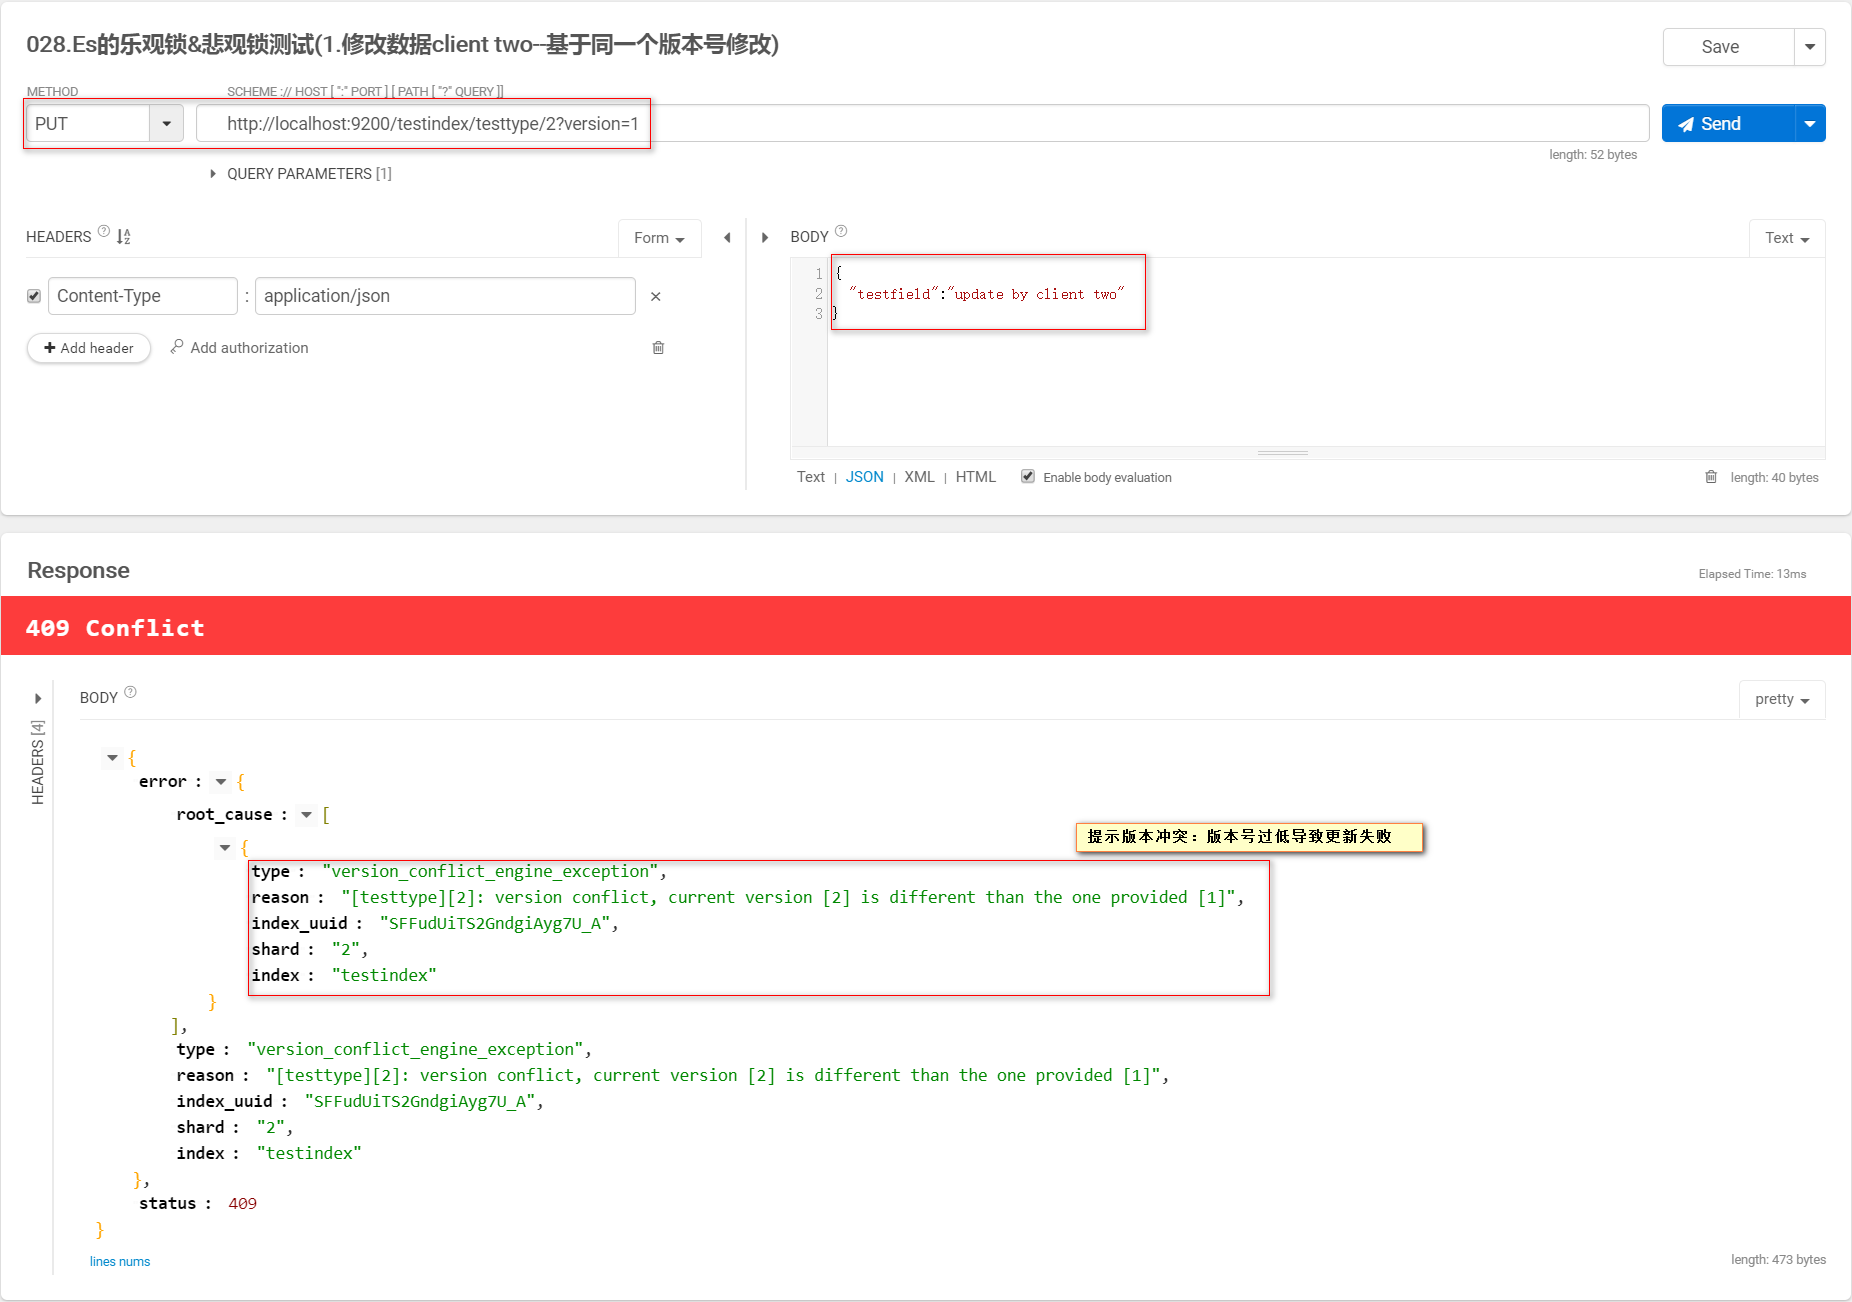 028.Es的乐观锁&悲观锁测试(1.修改数据client two--基于同一个版本号修改)
Save
METHOD
SCHEME :// HOST [ ":" PORT ] [ PATH [ "?" QUERY ]]
PUT
http://localhost:9200/testindex/testtype/2?version=1
Send
length: 52 bytes
QUERY PARAMETERS [1]
HEADERS ?
Form
BODY ?
Text
Content-Type : application/json ×
+ Add header
Add authorization
1 {
2 "testfield":"update by client two"
3 }
Text | JSON | XML | HTML
Enable body evaluation
length: 40 bytes
Response
Elapsed Time: 13ms
409 Conflict
HEADERS [4]
BODY ?
pretty
{
error : {
root_cause : [
提示版本冲突：版本号过低导致更新失败
{
type : "version_conflict_engine_exception",
reason : "[testtype][2]: version conflict, current version [2] is different than the one provided [1]",
index_uuid : "SFFudUiTS2GndgiAyg7U_A",
shard : "2",
index : "testindex"
}
],
type : "version_conflict_engine_exception",
reason : "[testtype][2]: version conflict, current version [2] is different than the one provided [1]",
index_uuid : "SFFudUiTS2GndgiAyg7U_A",
shard : "2",
index : "testindex"
},
status : 409
}
lines nums
length: 473 bytes